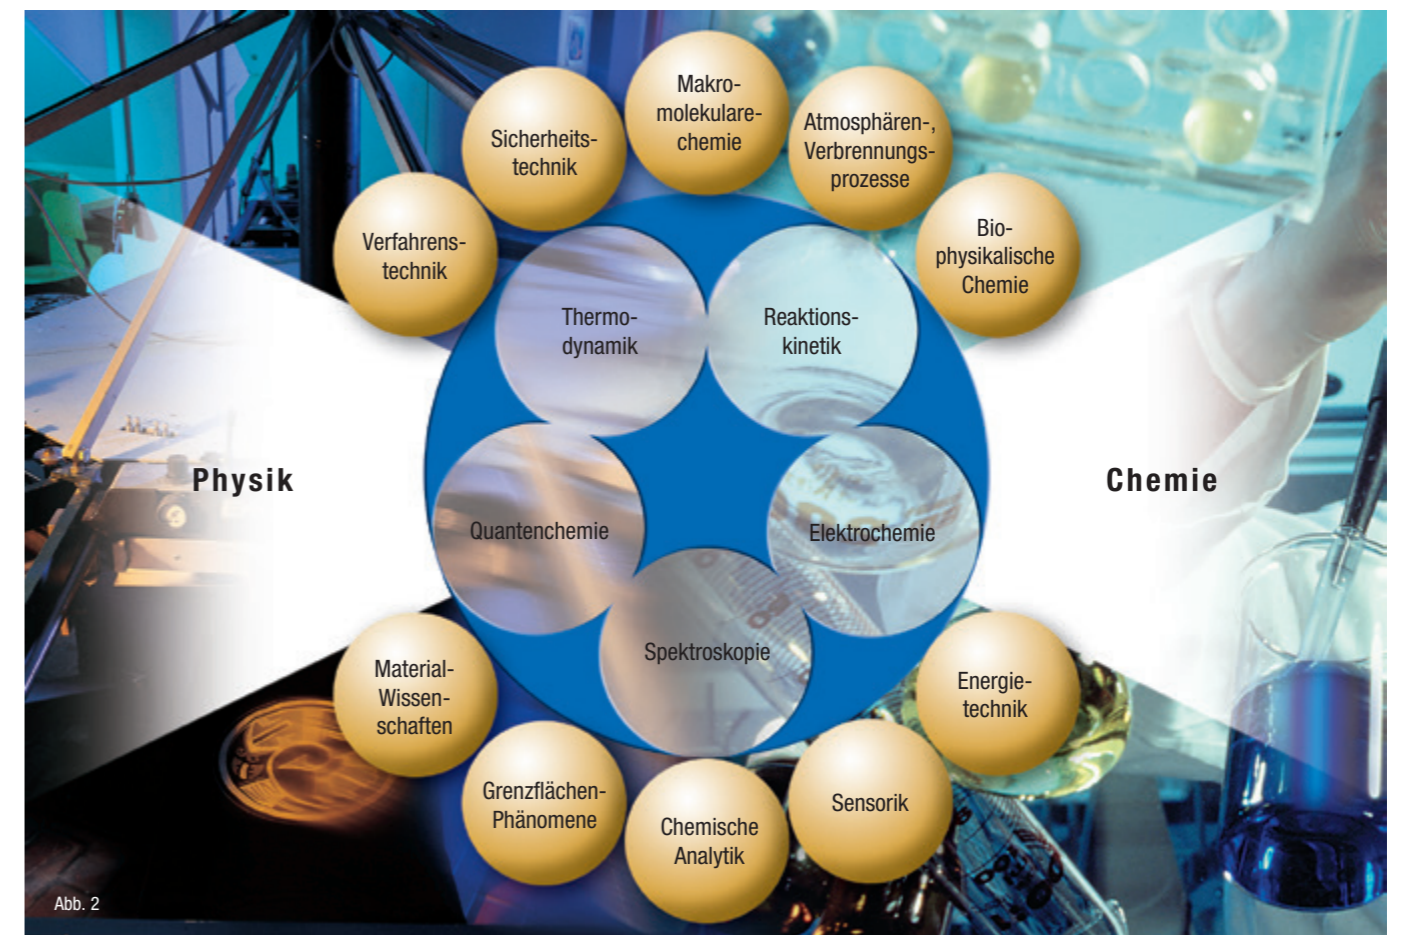 Makro-
molekulare-
chemie
Sicherheits-
technik
Atmosphären-,
Verbrennungs-
prozesse
Verfahrens-
technik
Bio-
physikalische
Chemie
Thermo-
dynamik
Reaktions-
kinetik
Physik
Chemie
Quantenchemie
Elektrochemie
Spektroskopie
Material-
Wissen-
schaften
Energie-
technik
Grenzflächen-
Phänomene
Sensorik
Chemische
Analytik
Abb. 2